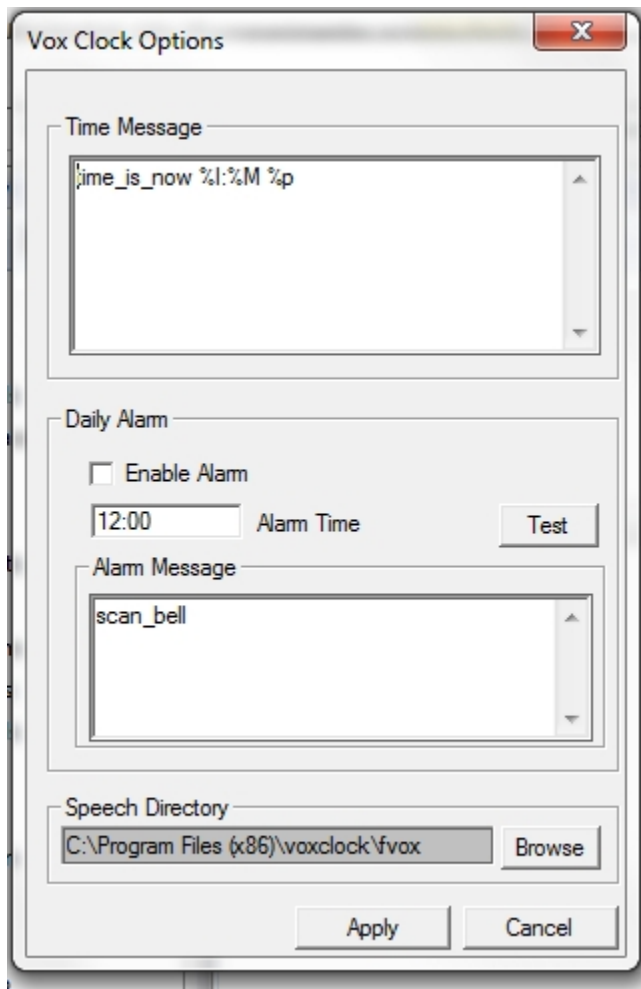 Vox Clock Options
Time Message
time_is_now %I:%M %p
Daily Alarm
Enable Alarm
12:00
Alarm Time
Test
Alarm Message
scan_bell
Speech Directory
C:\Program Files (x86)\voxclock\fvox
Browse
Apply
Cancel